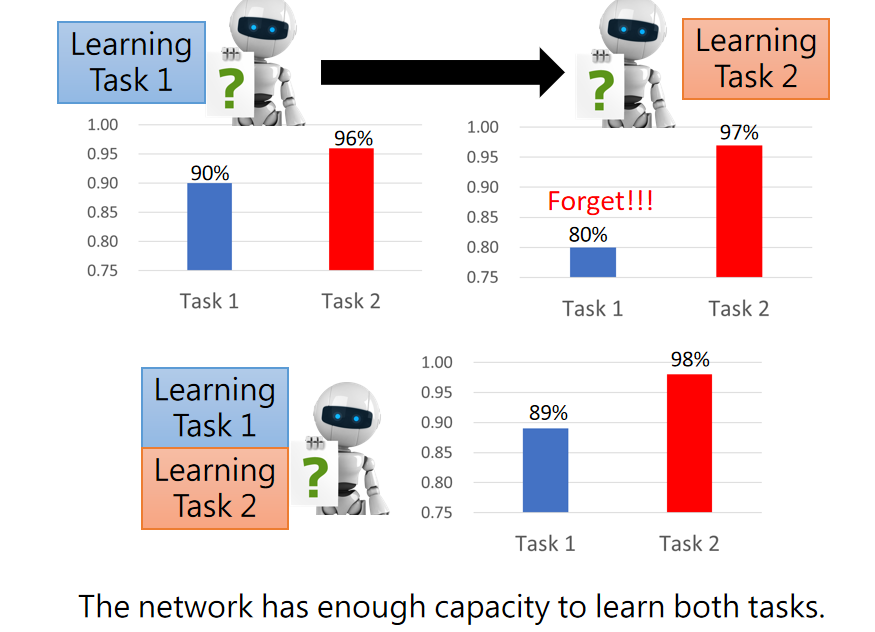 Learning
Task 1
?
?
Learning
Task 2
1.00
0.95
0.90
0.85
0.80
0.75
90%
96%
Task 1
Task 2
1.00
0.95
0.90
0.85
0.80
0.75
Forget!!!
80%
97%
Task 1
Task 2
Learning
Task 1
Learning
Task 2
?
1.00
0.95
0.90
0.85
0.80
0.75
89%
98%
Task 1
Task 2
The network has enough capacity to learn both tasks.